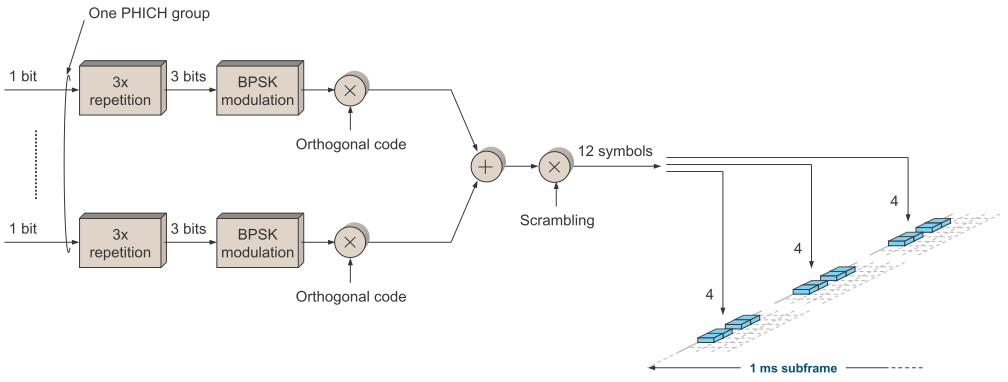 One PHICH group
1 bit
3x
repetition
3 bits
BPSK
modulation
×
Orthogonal code
+
×
12 symbols
Scrambling
1 bit
3x
repetition
3 bits
BPSK
modulation
×
Orthogonal code
4
4
4
1 ms subframe